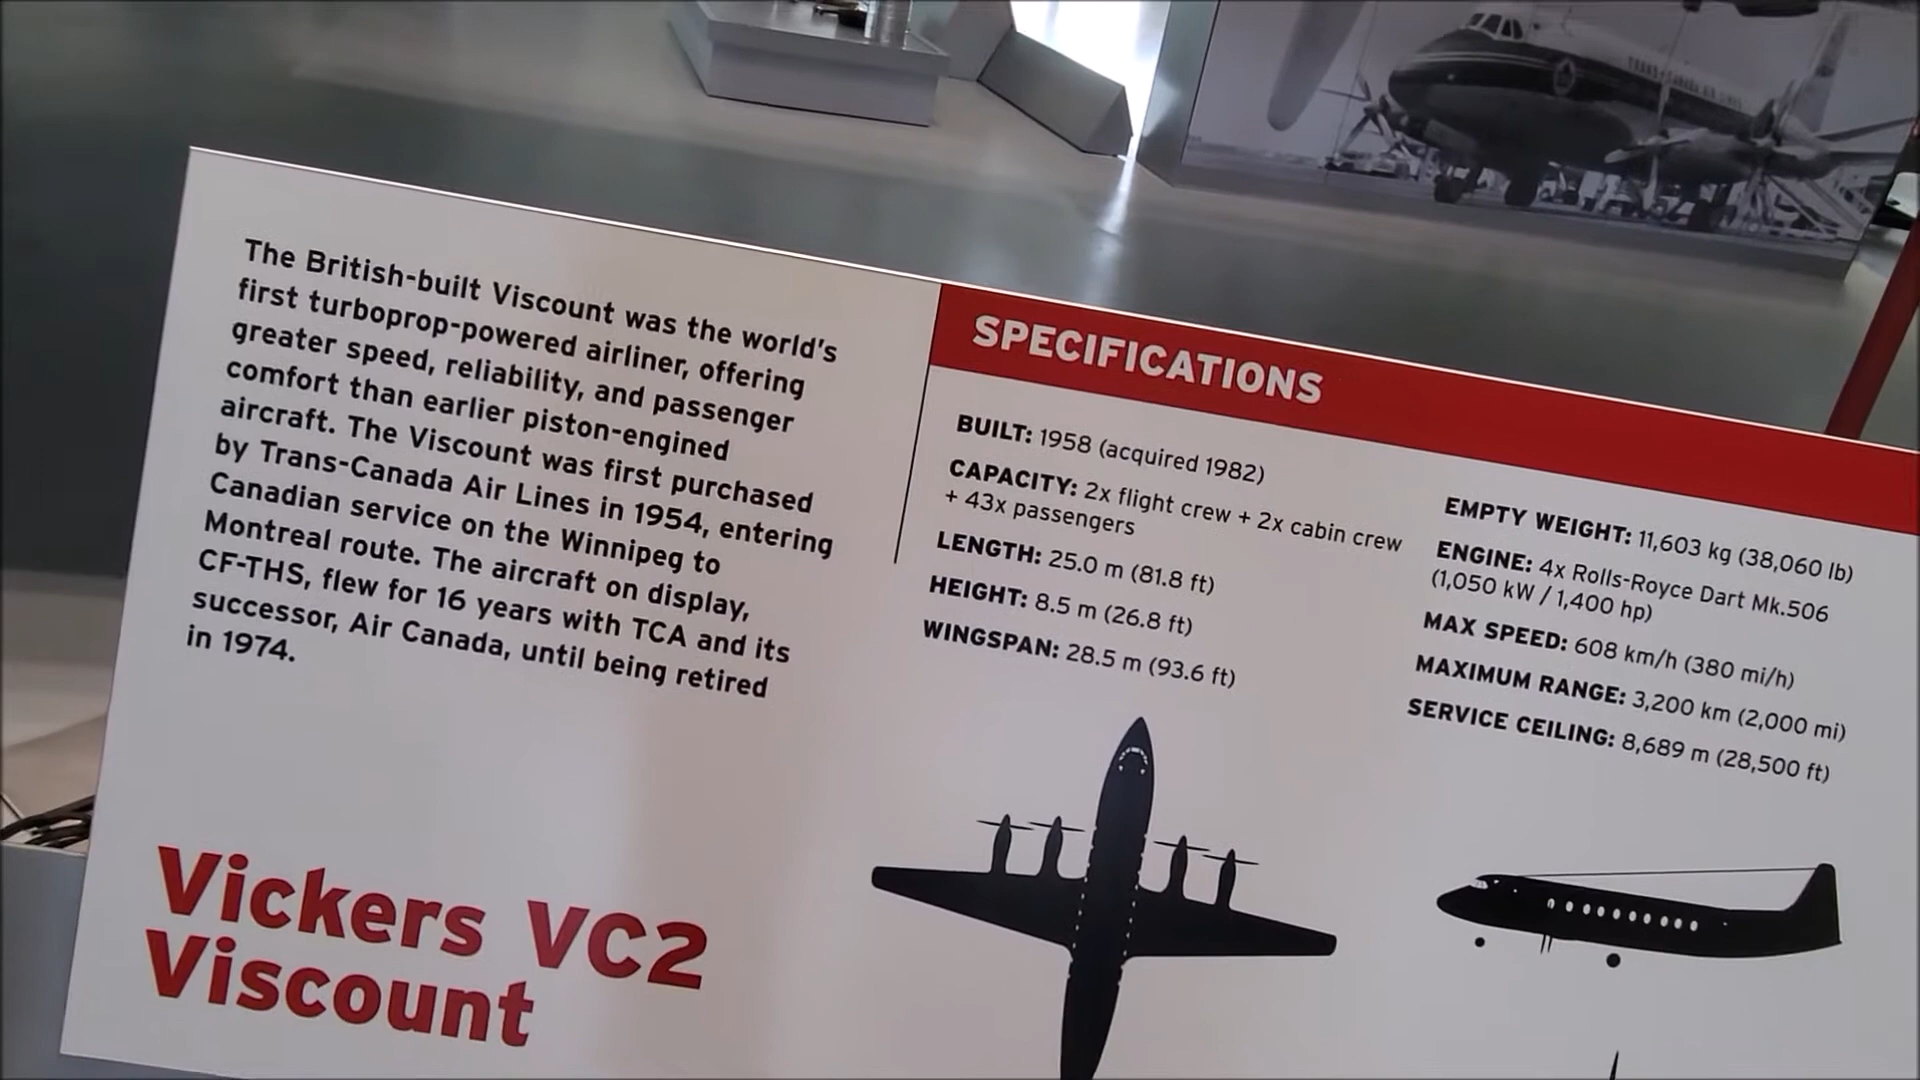 TRANS-CANADA AIR LINES
The British-built Viscount was the world's
first turboprop-powered airliner, offering
greater speed, reliability, and passenger
comfort than earlier piston-engined
aircraft. The Viscount was first purchased
by Trans-Canada Air Lines in 1954, entering
Canadian service on the Winnipeg to
Montreal route. The aircraft on display,
CF-THS, flew for 16 years with TCA and its
successor, Air Canada, until being retired
in 1974.
Vickers VC2
Viscount
SPECIFICATIONS
BUILT: 1958 (acquired 1982)
CAPACITY: 2x flight crew + 2x cabin crew
+ 43x passengers
LENGTH: 25.0 m (81.8 ft)
HEIGHT: 8.5 m (26.8 ft)
WINGSPAN: 28.5 m (93.6 ft)
EMPTY WEIGHT: 11,603 kg (38,060 lb)
ENGINE: 4x Rolls-Royce Dart Mk.506
(1,050 kW / 1,400 hp)
MAX SPEED: 608 km/h (380 mi/h)
MAXIMUM RANGE: 3,200 km (2,000 mi)
SERVICE CEILING: 8,689 m (28,500 ft)